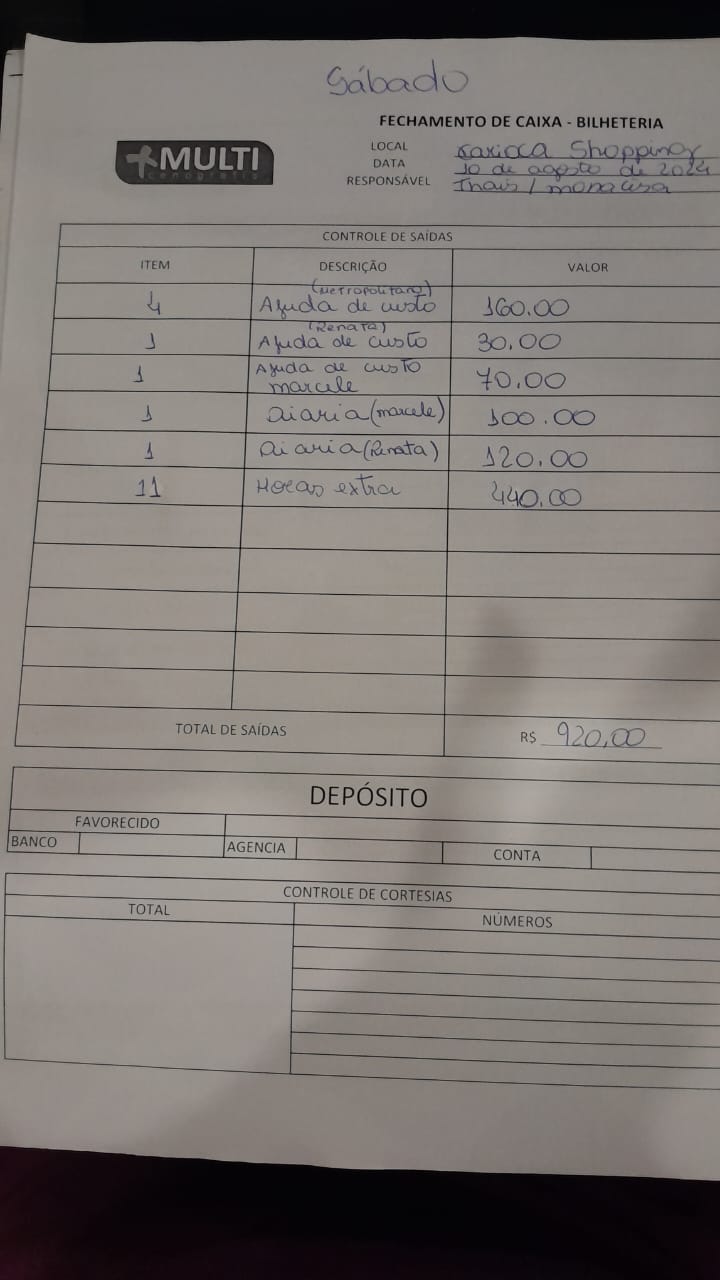 Sábado
FECHAMENTO DE CAIXA - BILHETERIA
+MULTI
cenografia
LOCAL Karioca Shopping
DATA 10 de agosto de 2024
RESPONSÁVEL Thais / monalisa
CONTROLE DE SAÍDAS
ITEM DESCRIÇÃO VALOR
(Metropolitano)
4 Ajuda de custo 160.00
(Renata)
1 Ajuda de custo 30.00
1 Ajuda de custo 70.00
marcele
1 Diaria (marcele) 100.00
1 Diaria (Renata) 120.00
11 Horas extra 440,00
TOTAL DE SAÍDAS R$ 920,00
DEPÓSITO
FAVORECIDO
BANCO AGENCIA CONTA
CONTROLE DE CORTESIAS
TOTAL NÚMEROS